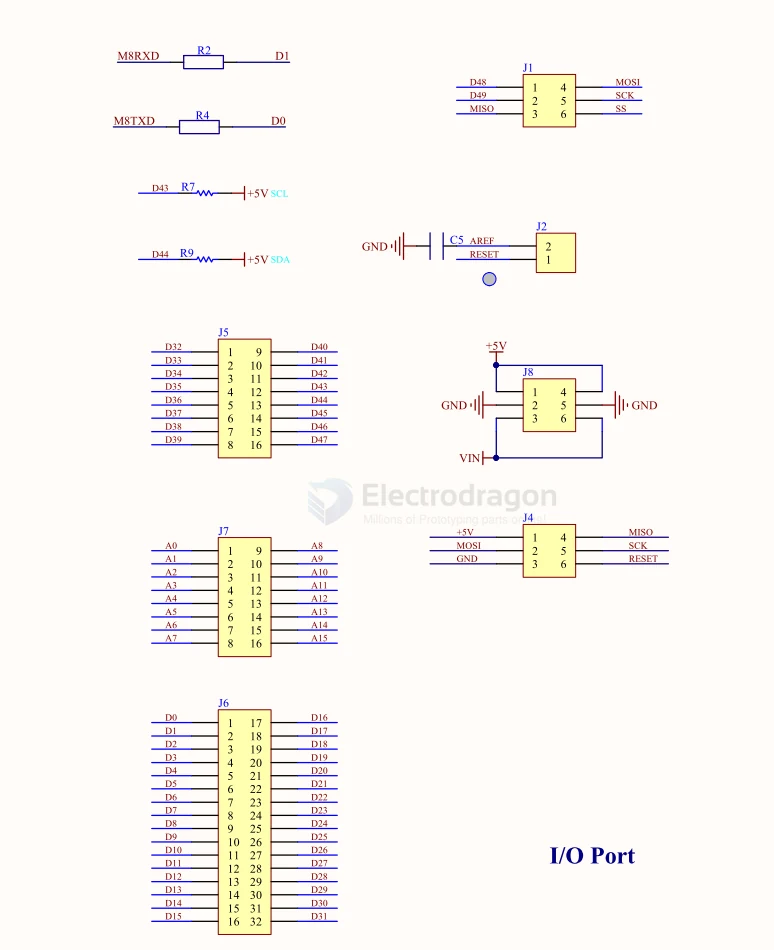 M8RXD R2 D1
M8TXD R4 D0
D43 R7 +5V SCL
D44 R9 +5V SDA
J1
D48 1 4 MOSI
D49 2 5 SCK
MISO 3 6 SS
J2
GND C5 AREF 2
RESET 1
J5
D32 1 9 D40
D33 2 10 D41
D34 3 11 D42
D35 4 12 D43
D36 5 13 D44
D37 6 14 D45
D38 7 15 D46
D39 8 16 D47
+5V
J8
1 4
GND 2 5 GND
3 6
VIN
Electrodragon
Millions of Prototyping parts
J7
A0 1 9 A8
A1 2 10 A9
A2 3 11 A10
A3 4 12 A11
A4 5 13 A12
A5 6 14 A13
A6 7 15 A14
A7 8 16 A15
J4
+5V 1 4 MISO
MOSI 2 5 SCK
GND 3 6 RESET
J6
D0 1 17 D16
D1 2 18 D17
D2 3 19 D18
D3 4 20 D19
D4 5 21 D20
D5 6 22 D21
D6 7 23 D22
D7 8 24 D23
D8 9 25 D24
D9 10 26 D25
D10 11 27 D26
D11 12 28 D27
D12 13 29 D28
D13 14 30 D29
D14 15 31 D30
D15 16 32 D31
I/O Port